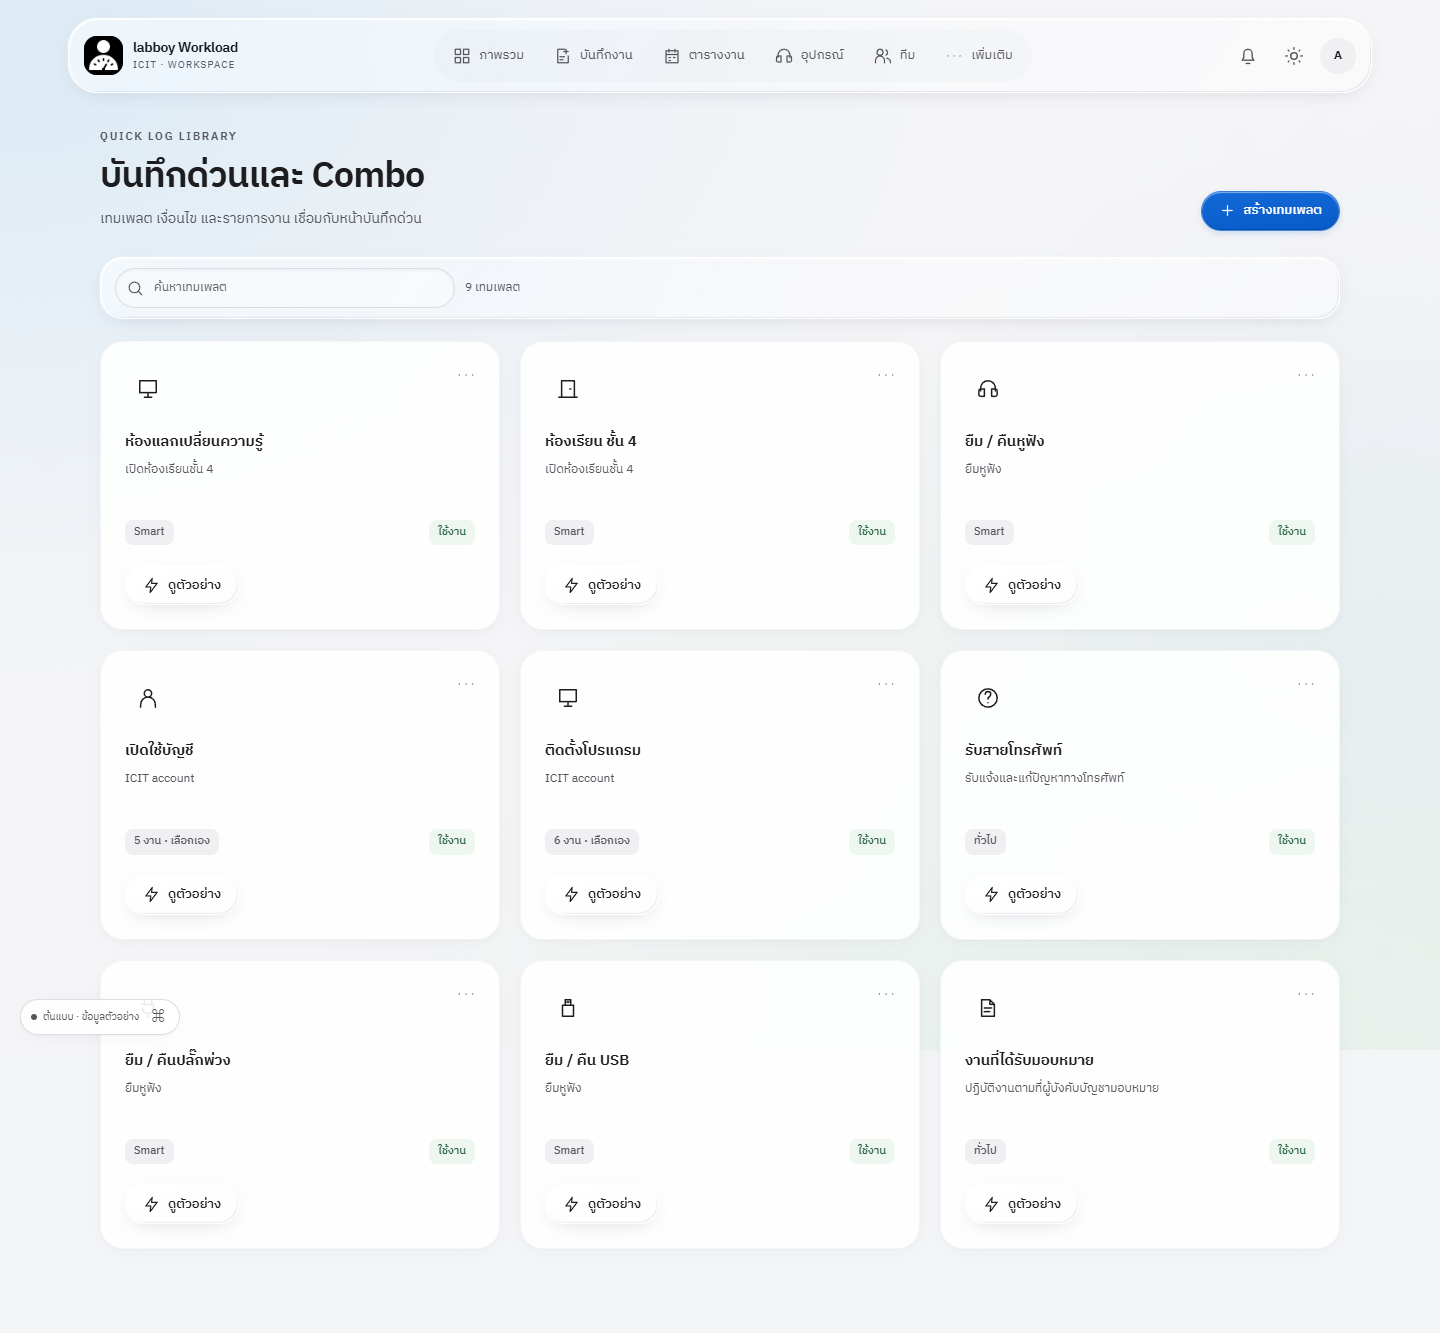 labboy Workload
ICIT · WORKSPACE
ภาพรวม
บันทึกงาน
ตารางงาน
อุปกรณ์
ทีม
เพิ่มเติม
A
QUICK LOG LIBRARY
บันทึกด่วนและ Combo
เทมเพลต เงื่อนไข และรายการงาน เชื่อมกับหน้าบันทึกด่วน
สร้างเทมเพลต
ค้นหาเทมเพลต
9 เทมเพลต
ห้องแลกเปลี่ยนความรู้
เปิดห้องเรียนชั้น 4
Smart
ใช้งาน
ดูตัวอย่าง
ห้องเรียน ชั้น 4
เปิดห้องเรียนชั้น 4
Smart
ใช้งาน
ดูตัวอย่าง
ยืม / คืนหูฟัง
ยืมหูฟัง
Smart
ใช้งาน
ดูตัวอย่าง
เปิดใช้บัญชี
ICIT account
5 งาน · เลือกเอง
ใช้งาน
ดูตัวอย่าง
ติดตั้งโปรแกรม
ICIT account
6 งาน · เลือกเอง
ใช้งาน
ดูตัวอย่าง
รับสายโทรศัพท์
รับแจ้งและแก้ปัญหาทางโทรศัพท์
ทั่วไป
ใช้งาน
ดูตัวอย่าง
ต้นแบบ · ข้อมูลตัวอย่าง ⌘
ยืม / คืนปลั๊กพ่วง
ยืมหูฟัง
Smart
ใช้งาน
ดูตัวอย่าง
ยืม / คืน USB
ยืมหูฟัง
Smart
ใช้งาน
ดูตัวอย่าง
งานที่ได้รับมอบหมาย
ปฏิบัติงานตามที่ผู้บังคับบัญชามอบหมาย
ทั่วไป
ใช้งาน
ดูตัวอย่าง